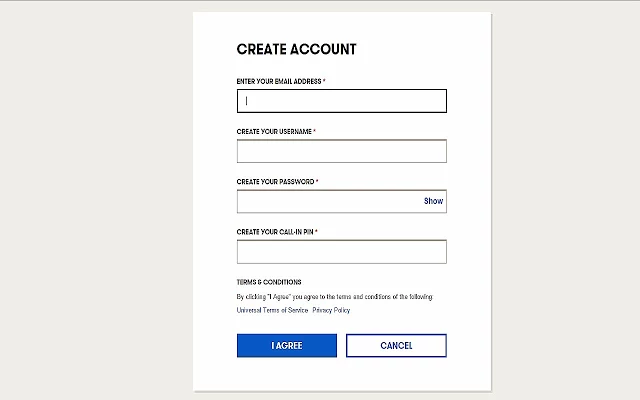 CREATE ACCOUNT
ENTER YOUR EMAIL ADDRESS *
CREATE YOUR USERNAME *
CREATE YOUR PASSWORD *
Show
CREATE YOUR CALL-IN PIN *
TERMS & CONDITIONS
By clicking "I Agree" you agree to the terms and conditions of the following:
Universal Terms of Service Privacy Policy
I AGREE CANCEL